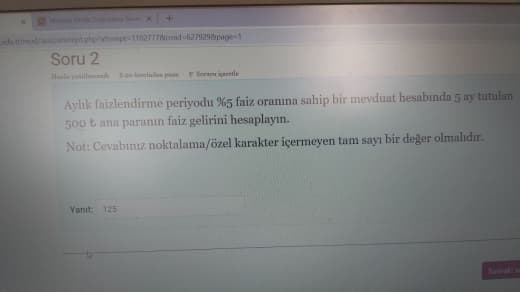 Soru 2
Aylık faizlendirme periyodu %5 faiz oranına sahip bir mevduat hesabında 5 ay tutulan
500 ₺ ana paranın faiz gelirini hesaplayın.
Not: Cevabınız noktalama/özel karakter içermeyen tam sayı bir değer olmalıdır.
Yanıt: 125